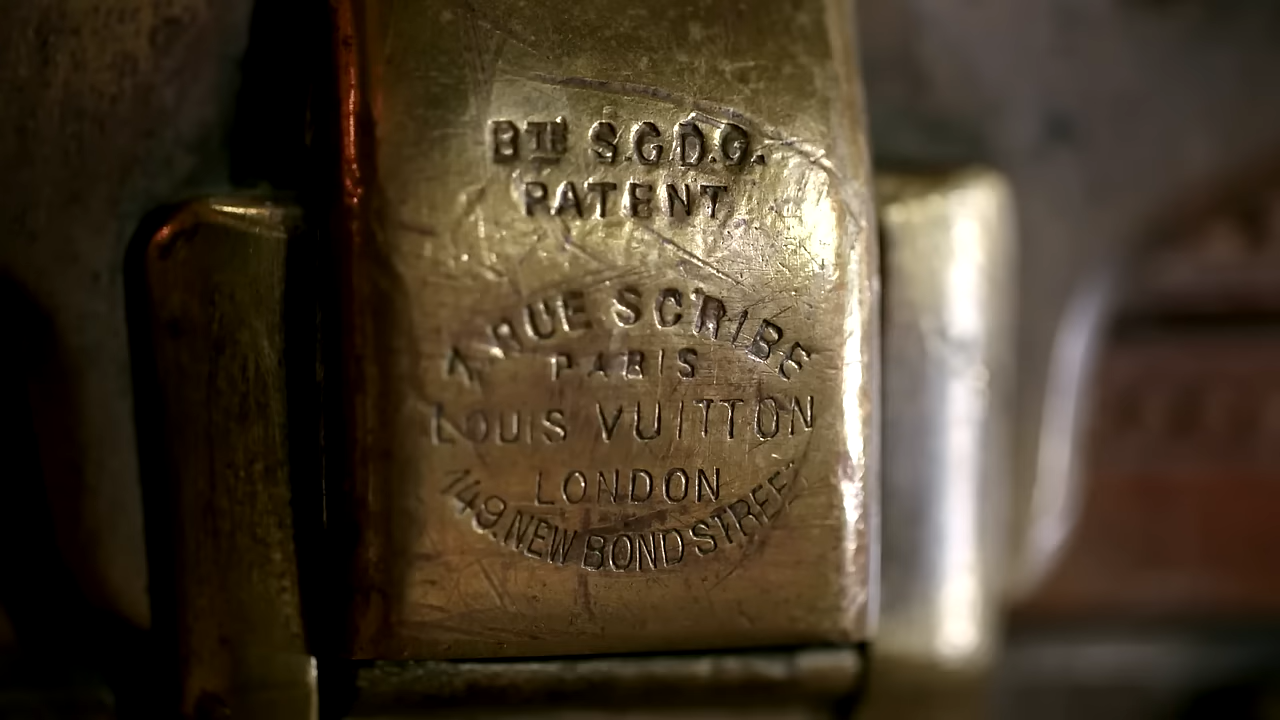 BTE S.G.D.G.
PATENT
1 RUE SCRIBE
PARIS
LOUIS VUITTON
LONDON
149.NEW BOND STREET